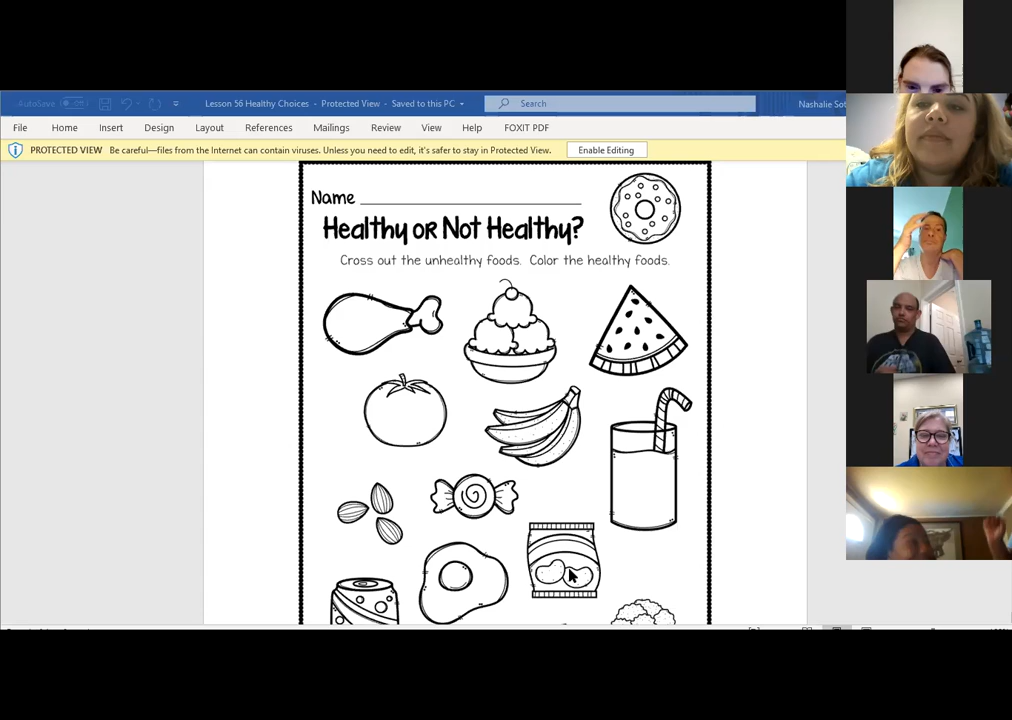 AutoSave Off Lesson 56 Healthy Choices - Protected View - Saved to this PC Search Nashalie Sot
File Home Insert Design Layout References Mailings Review View Help FOXIT PDF
PROTECTED VIEW Be careful—files from the Internet can contain viruses. Unless you need to edit, it's safer to stay in Protected View. Enable Editing
Name
Healthy or Not Healthy?
Cross out the unhealthy foods. Color the healthy foods.